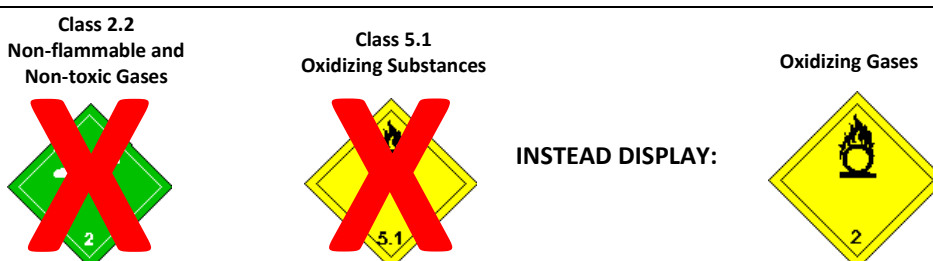 Class 2.2
Non-flammable and
Non-toxic Gases
2
Class 5.1
Oxidizing Substances
5.1
INSTEAD DISPLAY:
Oxidizing Gases
2